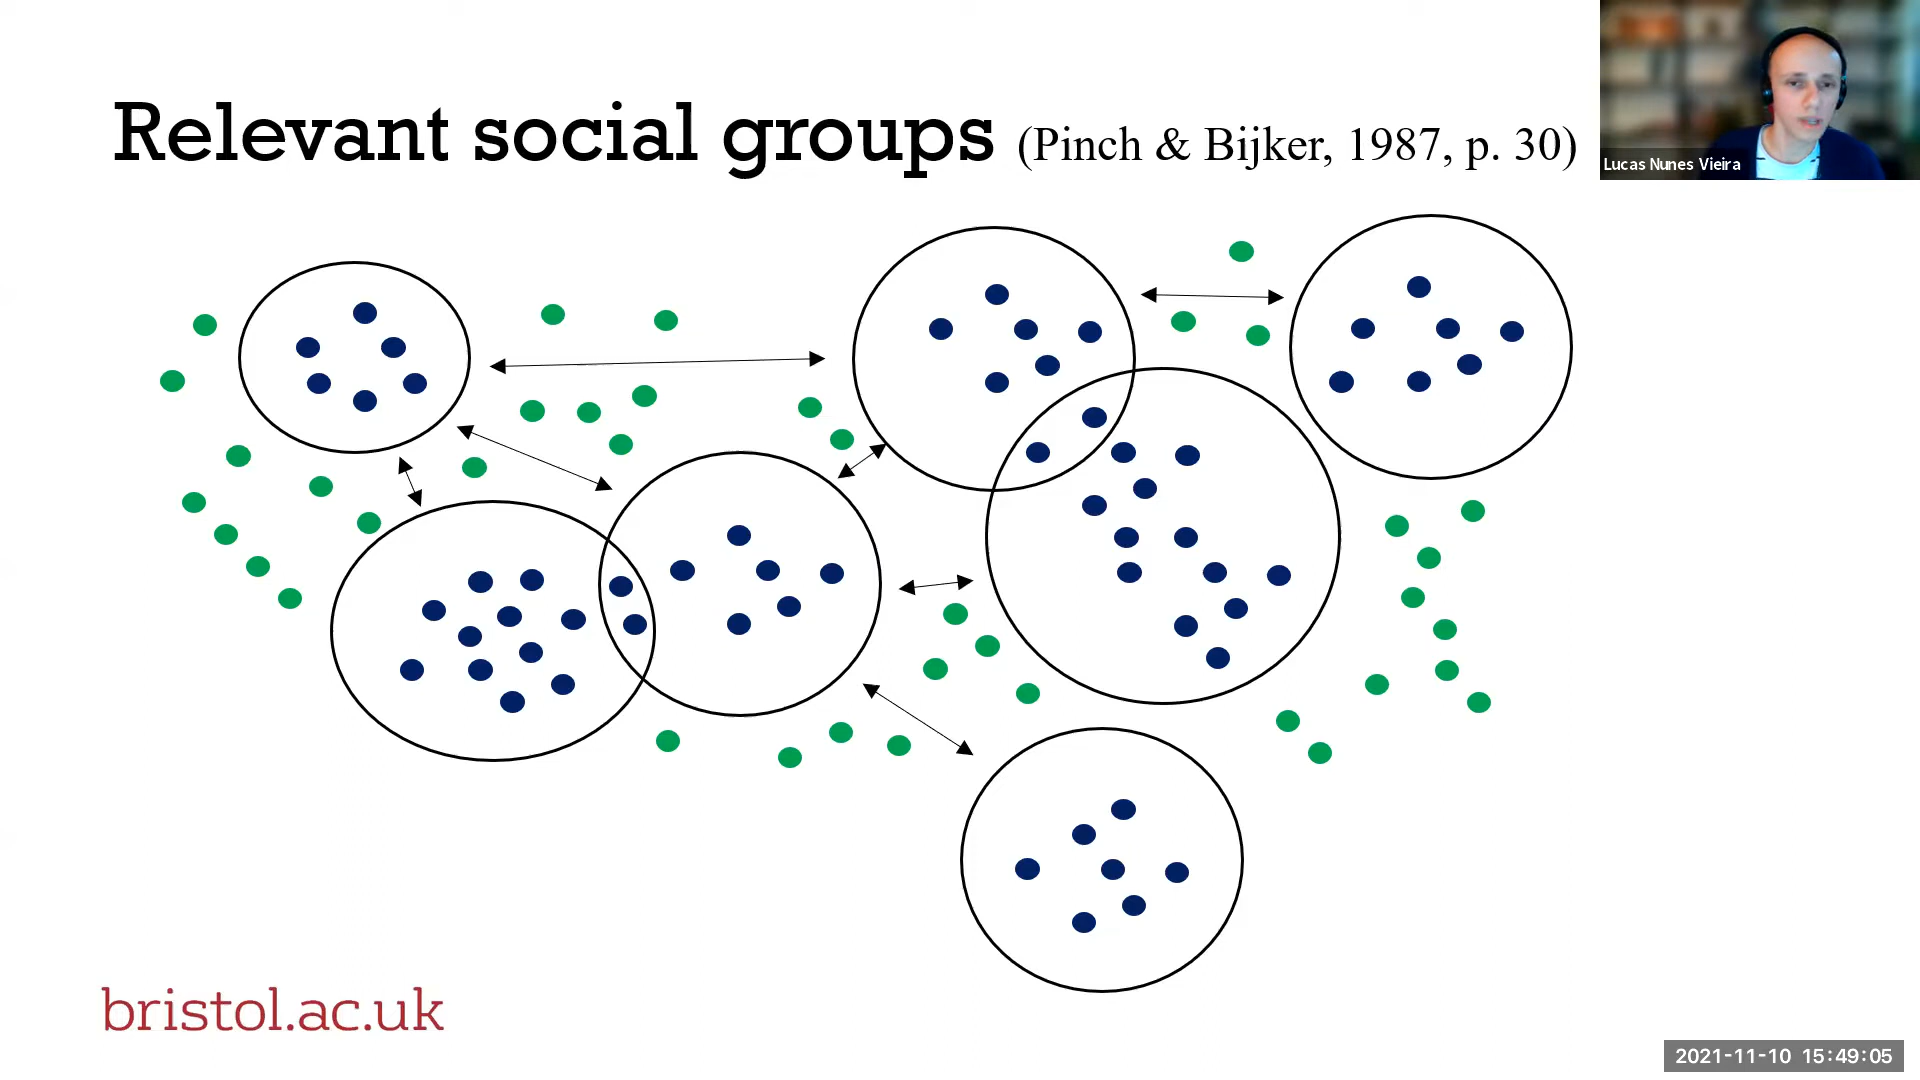 Relevant social groups (Pinch & Bijker, 1987, p. 30)
Lucas Nunes Vieira
bristol.ac.uk
2021-11-10 15:49:05